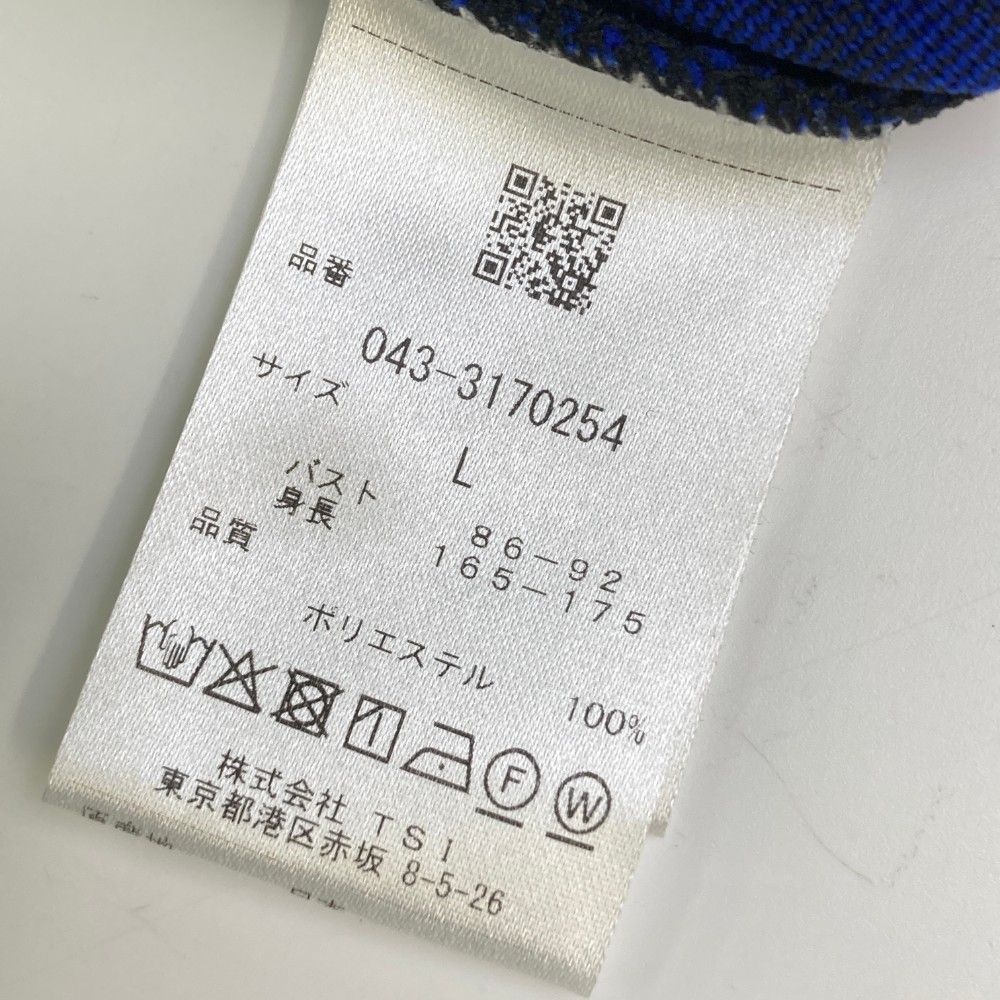 品番
043-3170254
サイズ
L
バスト 86-92
身長 165-175
品質
ポリエステル 100%
F W
株式会社 TSI
東京都港区赤坂 8-5-26